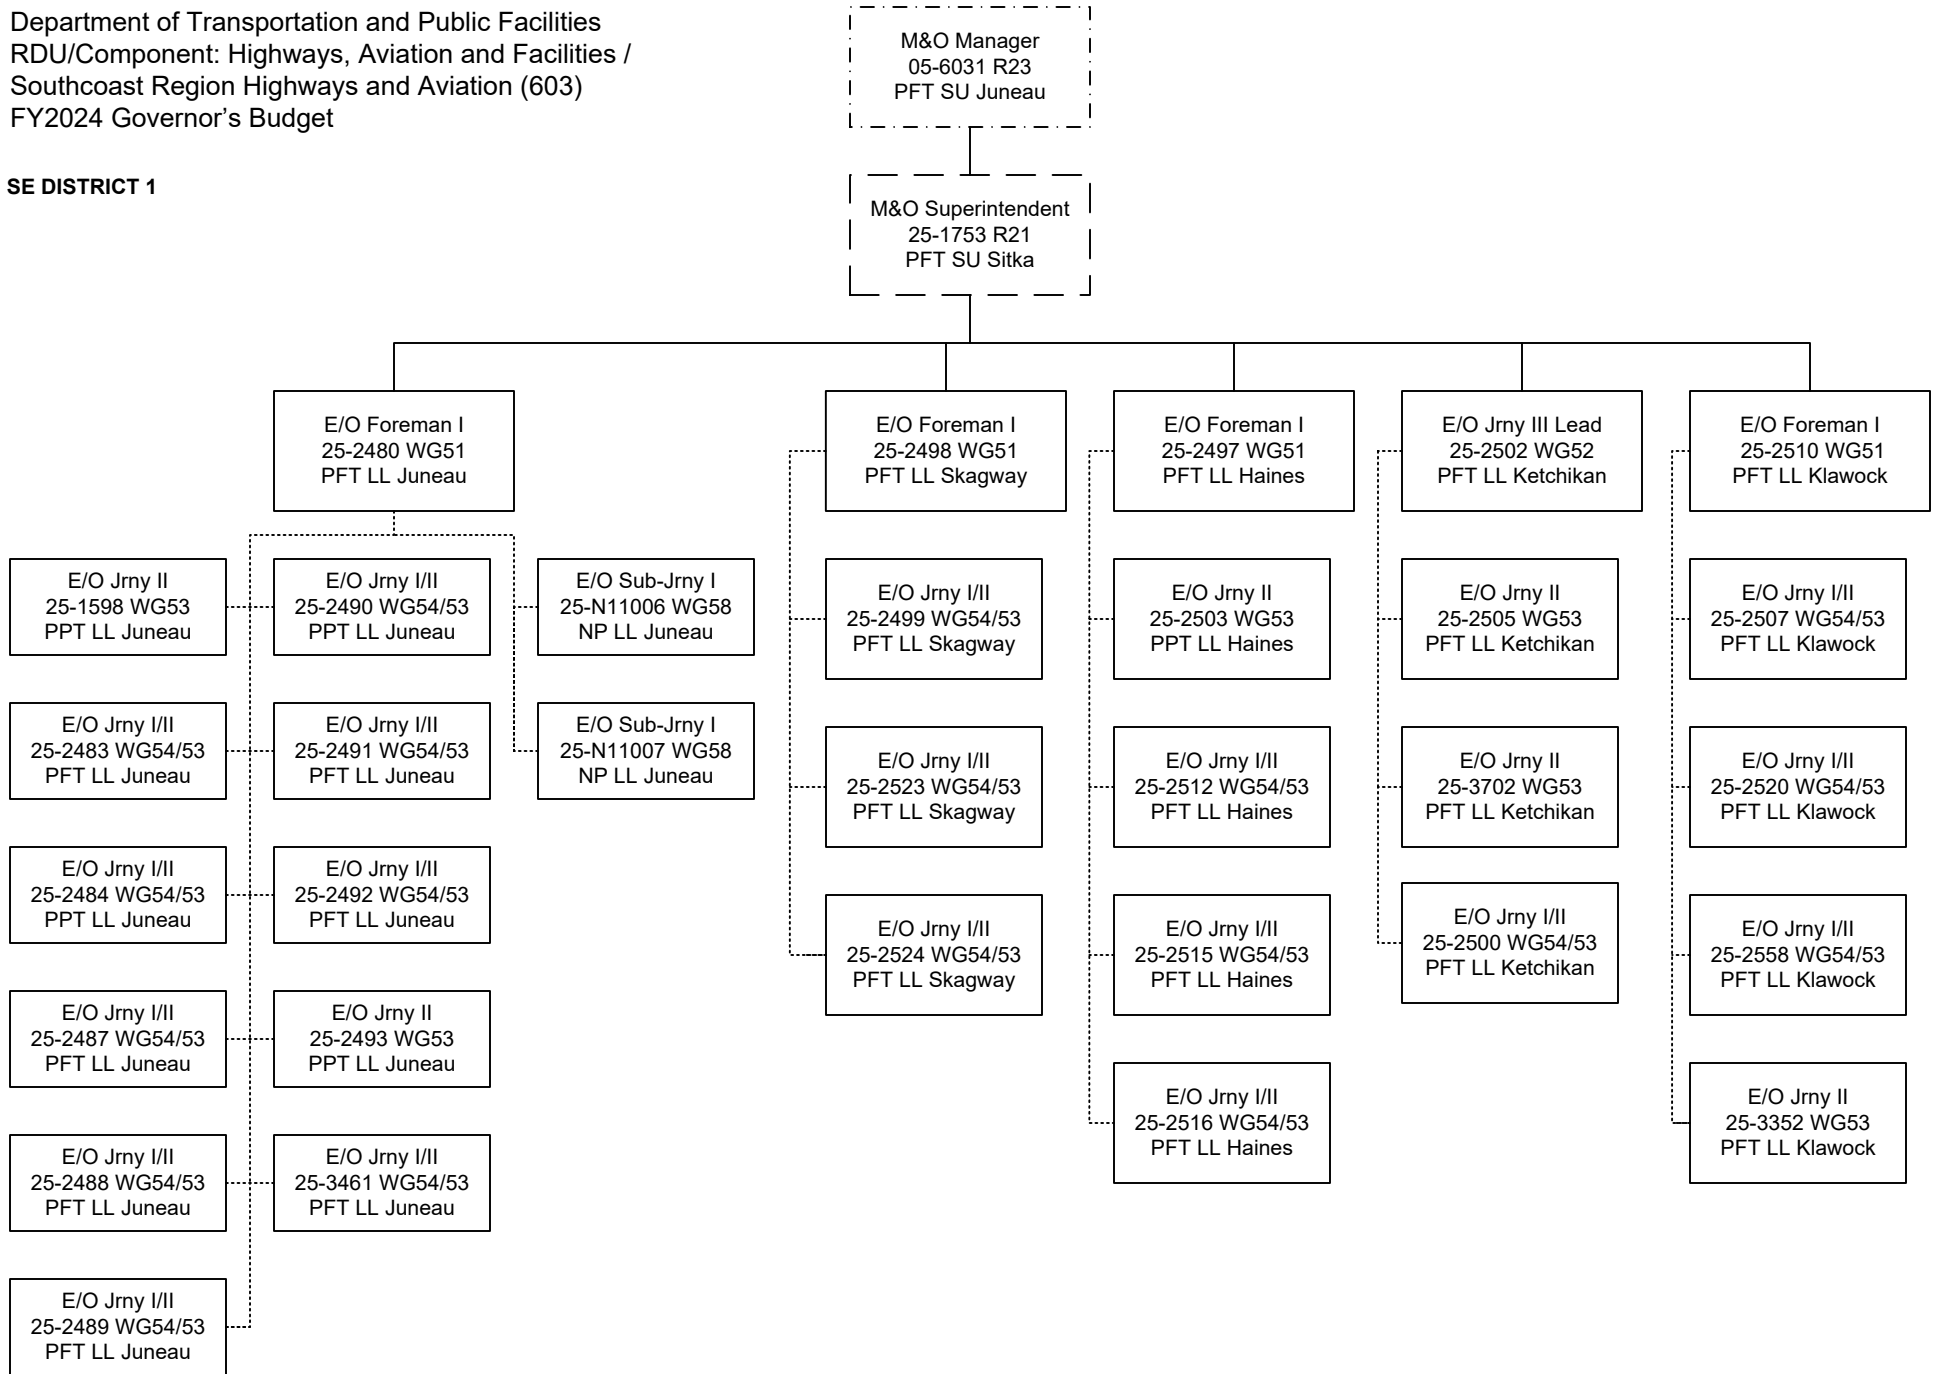 Department of Transportation and Public Facilities
RDU/Component: Highways, Aviation and Facilities /
Southcoast Region Highways and Aviation (603)
FY2024 Governor’s Budget
SE DISTRICT 1
M&O Manager
05-6031 R23
PFT SU Juneau
M&O Superintendent
25-1753 R21
PFT SU Sitka
E/O Foreman I
25-2480 WG51
PFT LL Juneau
E/O Jrny II
25-1598 WG53
PPT LL Juneau
E/O Jrny I/II
25-2483 WG54/53
PFT LL Juneau
E/O Jrny I/II
25-2484 WG54/53
PPT LL Juneau
E/O Jrny I/II
25-2487 WG54/53
PFT LL Juneau
E/O Jrny I/II
25-2488 WG54/53
PFT LL Juneau
E/O Jrny I/II
25-2489 WG54/53
PFT LL Juneau
E/O Jrny I/II
25-2490 WG54/53
PPT LL Juneau
E/O Jrny I/II
25-2491 WG54/53
PFT LL Juneau
E/O Jrny I/II
25-2492 WG54/53
PFT LL Juneau
E/O Jrny II
25-2493 WG53
PPT LL Juneau
E/O Jrny I/II
25-3461 WG54/53
PFT LL Juneau
E/O Sub-Jrny I
25-N11006 WG58
NP LL Juneau
E/O Sub-Jrny I
25-N11007 WG58
NP LL Juneau
E/O Foreman I
25-2498 WG51
PFT LL Skagway
E/O Jrny I/II
25-2499 WG54/53
PFT LL Skagway
E/O Jrny I/II
25-2523 WG54/53
PFT LL Skagway
E/O Jrny I/II
25-2524 WG54/53
PFT LL Skagway
E/O Foreman I
25-2497 WG51
PFT LL Haines
E/O Jrny II
25-2503 WG53
PPT LL Haines
E/O Jrny I/II
25-2512 WG54/53
PFT LL Haines
E/O Jrny I/II
25-2515 WG54/53
PFT LL Haines
E/O Jrny I/II
25-2516 WG54/53
PFT LL Haines
E/O Jrny III Lead
25-2502 WG52
PFT LL Ketchikan
E/O Jrny II
25-2505 WG53
PFT LL Ketchikan
E/O Jrny II
25-3702 WG53
PFT LL Ketchikan
E/O Jrny I/II
25-2500 WG54/53
PFT LL Ketchikan
E/O Foreman I
25-2510 WG51
PFT LL Klawock
E/O Jrny I/II
25-2507 WG54/53
PFT LL Klawock
E/O Jrny I/II
25-2520 WG54/53
PFT LL Klawock
E/O Jrny I/II
25-2558 WG54/53
PFT LL Klawock
E/O Jrny II
25-3352 WG53
PFT LL Klawock